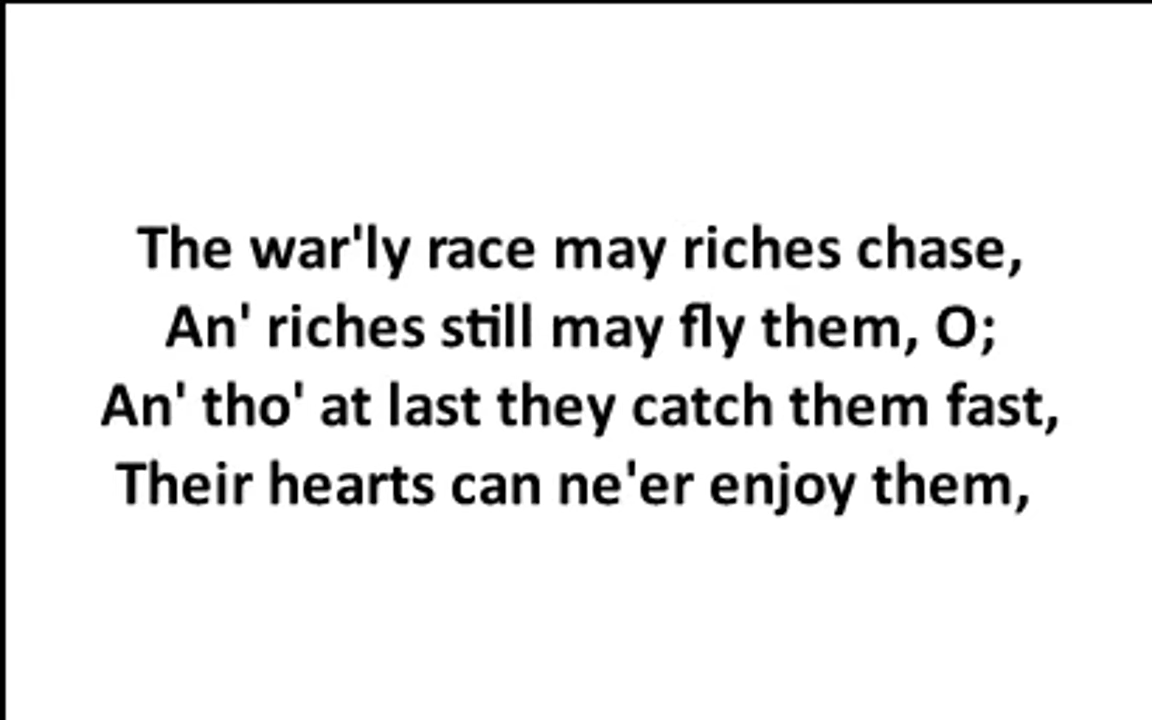 The war'ly race may riches chase,
An' riches still may fly them, O;
An' tho' at last they catch them fast,
Their hearts can ne'er enjoy them,